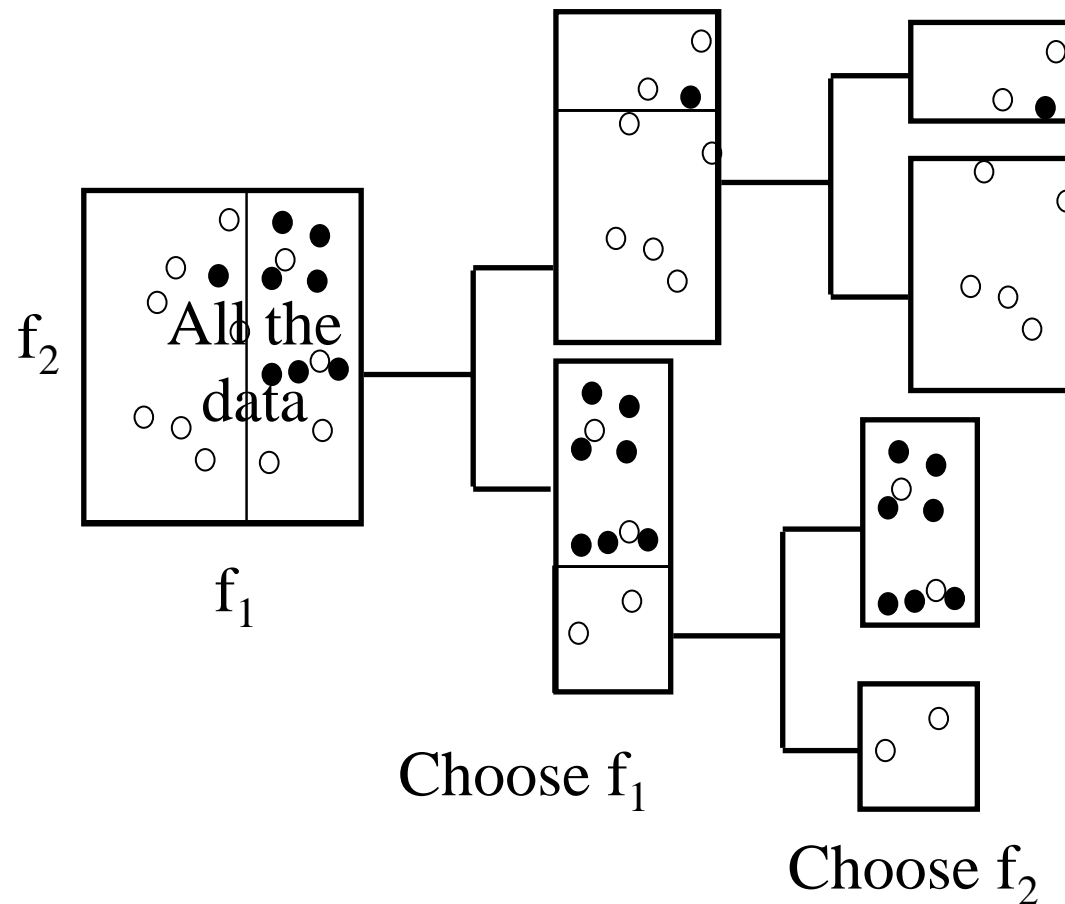 All the
data
f₂
f₁
Choose f₁
Choose f₂